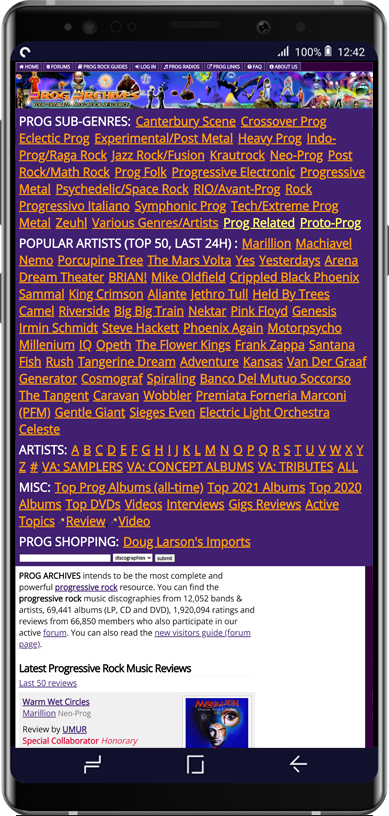 100% 12:42
HOME FORUMS PROG ROCK GUIDES LOG IN PROG RADIOS PROG LINKS FAQ ABOUT US
PROG ARCHIVES
PROG SUB-GENRES: Canterbury Scene Crossover Prog
Eclectic Prog Experimental/Post Metal Heavy Prog Indo-
Prog/Raga Rock Jazz Rock/Fusion Krautrock Neo-Prog Post
Rock/Math Rock Prog Folk Progressive Electronic Progressive
Metal Psychedelic/Space Rock RIO/Avant-Prog Rock
Progressivo Italiano Symphonic Prog Tech/Extreme Prog
Metal Zeuhl Various Genres/Artists Prog Related Proto-Prog
POPULAR ARTISTS (TOP 50, LAST 24H) : Marillion Machiavel
Nemo Porcupine Tree The Mars Volta Yes Yesterdays Arena
Dream Theater BRIAN! Mike Oldfield Crippled Black Phoenix
Sammal King Crimson Aliante Jethro Tull Held By Trees
Camel Riverside Big Big Train Nektar Pink Floyd Genesis
Irmin Schmidt Steve Hackett Phoenix Again Motorpsycho
Millenium IQ Opeth The Flower Kings Frank Zappa Santana
Fish Rush Tangerine Dream Adventure Kansas Van Der Graaf
Generator Cosmograf Spiraling Banco Del Mutuo Soccorso
The Tangent Caravan Wobbler Premiata Forneria Marconi
(PFM) Gentle Giant Sieges Even Electric Light Orchestra
Celeste
ARTISTS: A B C D E F G H I J K L M N O P Q R S T U V W X Y
Z # VA: SAMPLERS VA: CONCEPT ALBUMS VA: TRIBUTES ALL
MISC: Top Prog Albums (all-time) Top 2021 Albums Top 2020
Albums Top DVDs Videos Interviews Gigs Reviews Active
Topics Review Video
PROG SHOPPING: Doug Larson's Imports
discographies submit
PROG ARCHIVES intends to be the most complete and
powerful progressive rock resource. You can find the
progressive rock music discographies from 12,052 bands &
artists, 69,441 albums (LP, CD and DVD), 1,920,094 ratings and
reviews from 66,850 members who also participate in our
active forum. You can also read the new visitors guide (forum
page).
Latest Progressive Rock Music Reviews
Last 50 reviews
Warm Wet Circles
Marillion Neo-Prog
Review by UMUR
Special Collaborator Honorary